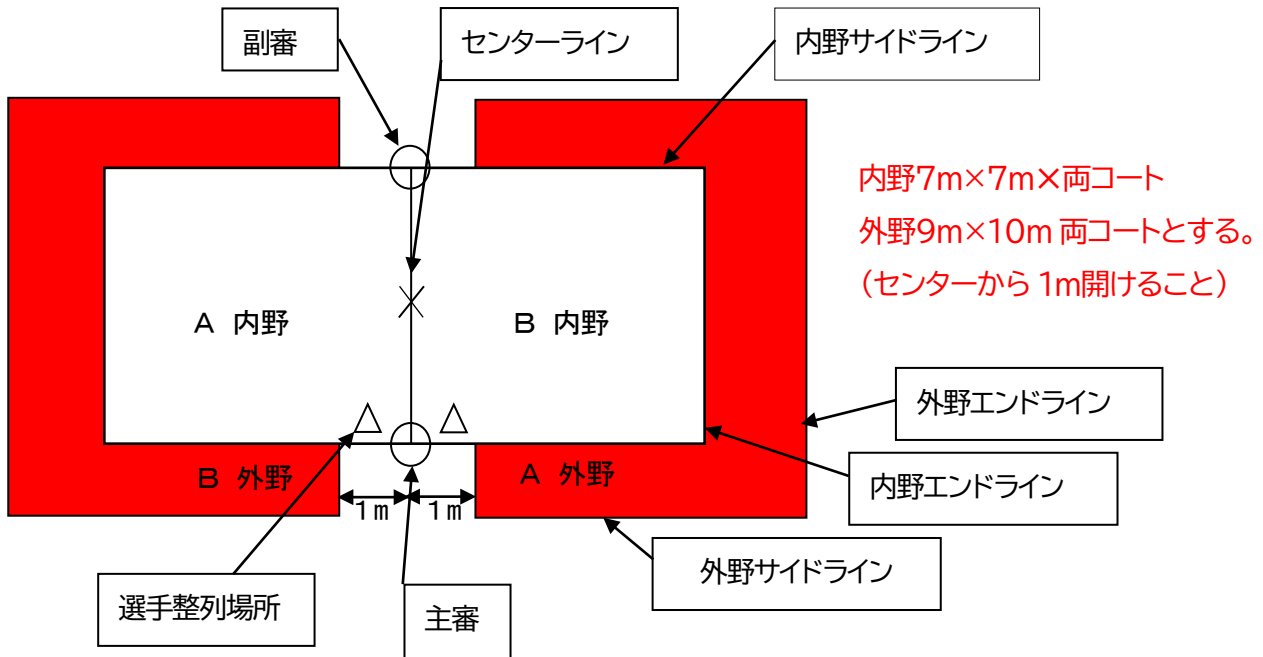 副審
センターライン
内野サイドライン
内野7m×7m×両コート
外野9m×10m 両コートとする。
(センターから 1m開けること)
A 内野
B 内野
外野エンドライン
B 外野
A 外野
内野エンドライン
1m
1m
外野サイドライン
選手整列場所
主審